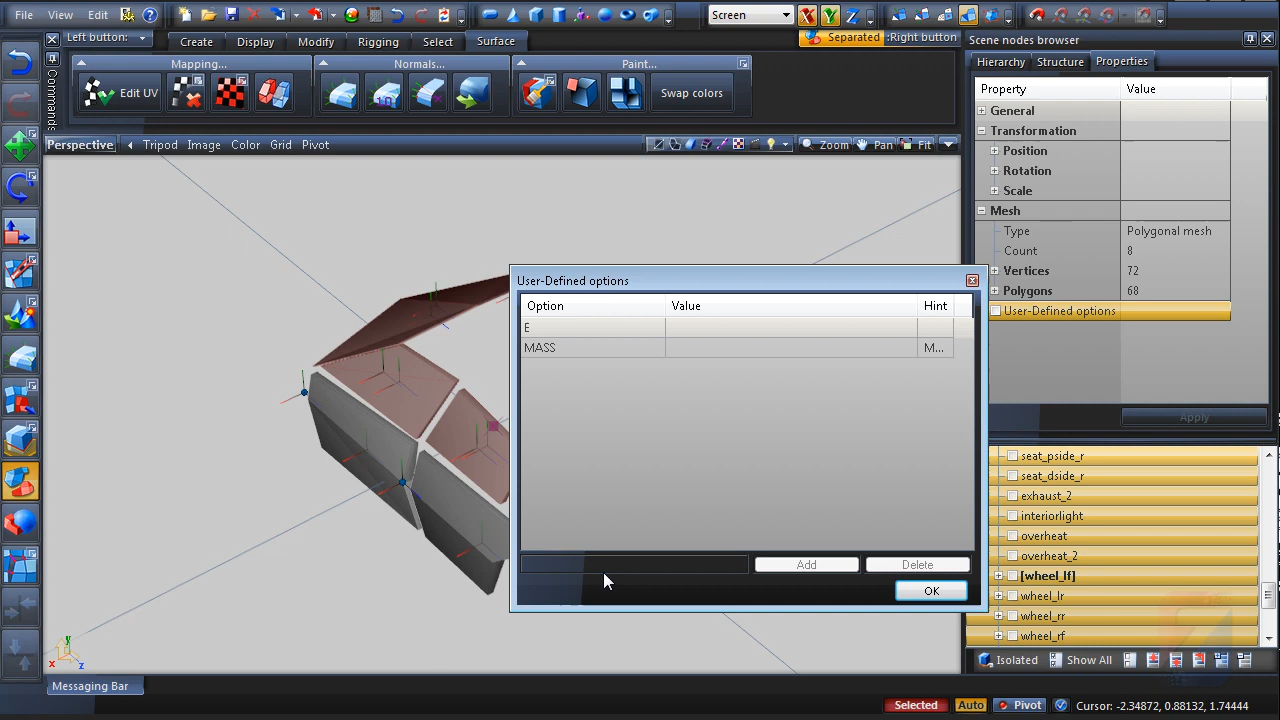 File View Edit
Screen X Y Z
Left button:
Create Display Modify Rigging Select Surface
Separated :Right button
Commands
Mapping...
Normals...
Paint...
Edit UV
Swap colors
Perspective Tripod Image Color Grid Pivot
Zoom Pan Fit
Scene nodes browser
Hierarchy Structure Properties
Property Value
General
Transformation
Position
Rotation
Scale
Mesh
Type Polygonal mesh
Count 8
Vertices 72
Polygons 68
User-Defined options
Apply
User-Defined options
Option Value Hint
E
MASS M...
Add Delete
OK
seat_pside_r
seat_dside_r
exhaust_2
interiorlight
overheat
overheat_2
[wheel_lf]
wheel_lr
wheel_rr
wheel_rf
Isolated Show All
y
x z
Messaging Bar
Selected Auto Pivot Cursor: -2.34872, 0.88132, 1.74444